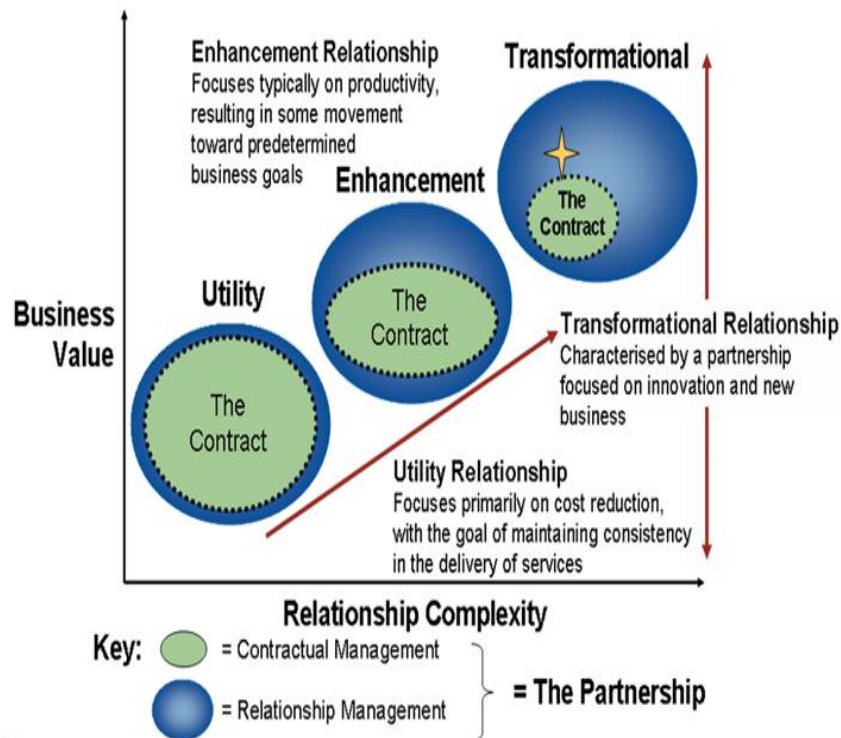 Enhancement Relationship
Focuses typically on productivity,
resulting in some movement
toward predetermined
business goals
Transformational
The
Contract
Enhancement
The
Contract
Utility
The
Contract
Business
Value
Transformational Relationship
Characterised by a partnership
focused on innovation and new
business
Utility Relationship
Focuses primarily on cost reduction,
with the goal of maintaining consistency
in the delivery of services
Relationship Complexity
Key:
= Contractual Management
= Relationship Management
= The Partnership